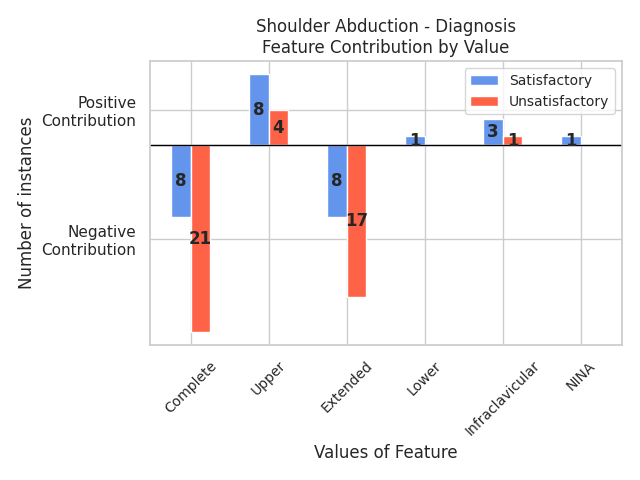 Shoulder Abduction - Diagnosis
Feature Contribution by Value
Satisfactory
Unsatisfactory
Positive
Contribution
Negative
Contribution
Number of instances
8
21
8
4
8
17
1
3
1
1
Complete
Upper
Extended
Lower
Infraclavicular
NINA
Values of Feature